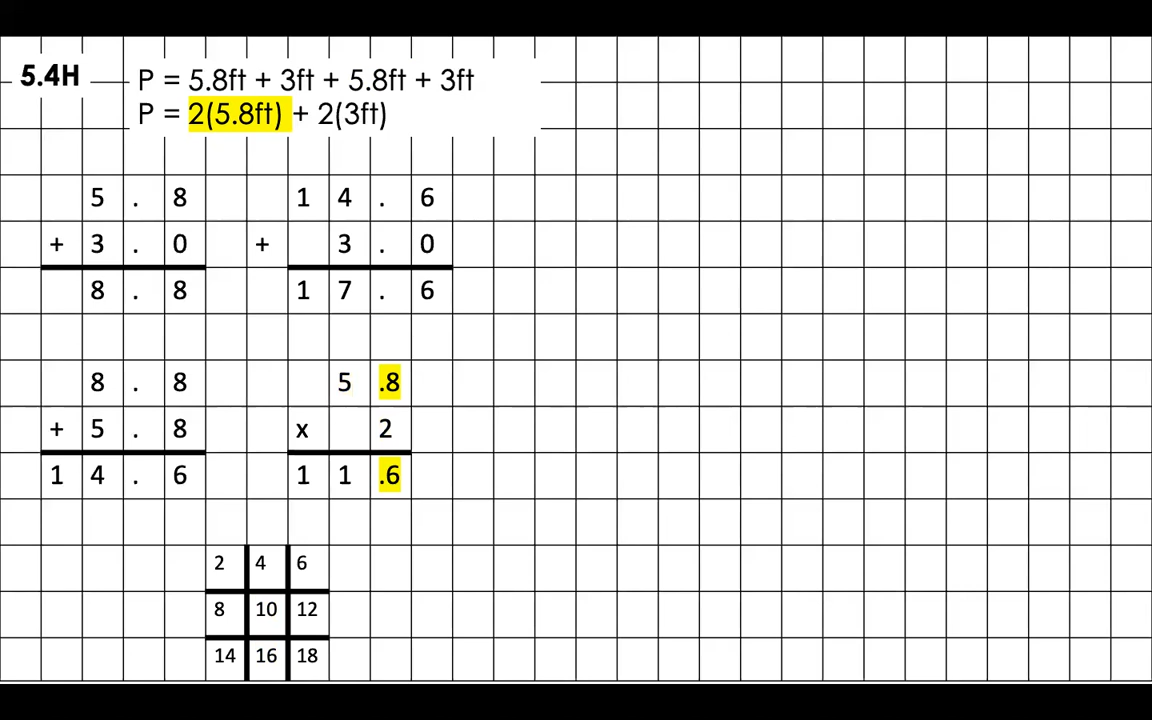 5.4H
P = 5.8ft + 3ft + 5.8ft + 3ft
P = 2(5.8ft) + 2(3ft)
5 . 8
+ 3 . 0
8 . 8
1 4 . 6
+ 3 . 0
1 7 . 6
8 . 8
+ 5 . 8
1 4 . 6
5 .8
x 2
1 1 .6
2 4 6
8 10 12
14 16 18